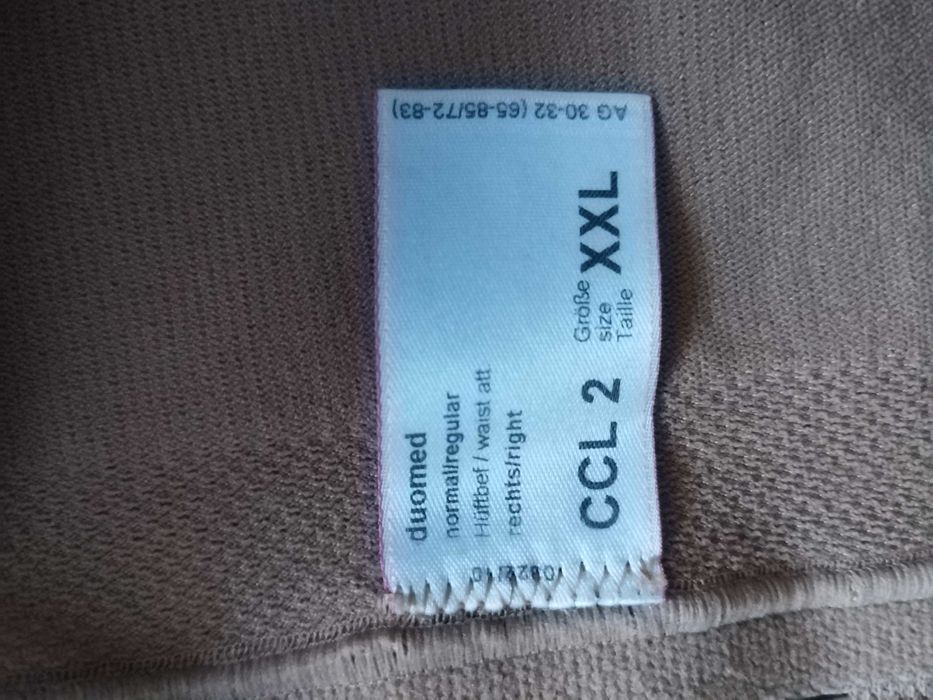 duomed
normal/regular
Hüftbef / waist att
rechts/right
CCL 2
Größe
size
Taille
XXL
AG 30-32 (65-85/72-83)